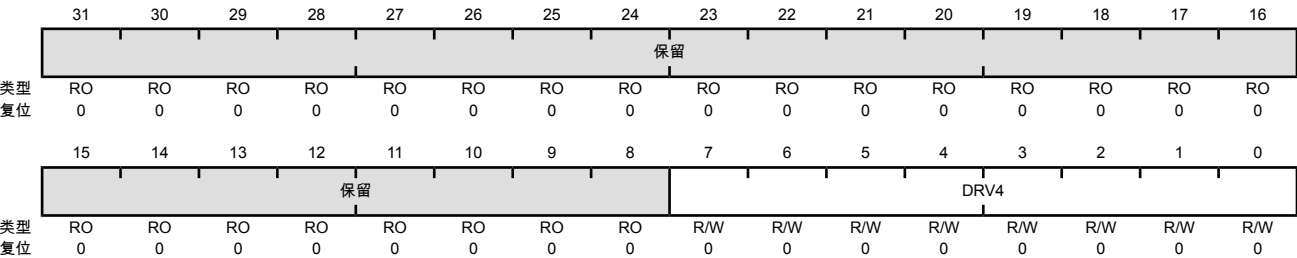 31 30 29 28 27 26 25 24 23 22 21 20 19 18 17 16
保留
类型 RO RO RO RO RO RO RO RO RO RO RO RO RO RO RO RO
复位 0 0 0 0 0 0 0 0 0 0 0 0 0 0 0 0
15 14 13 12 11 10 9 8 7 6 5 4 3 2 1 0
保留 DRV4
类型 RO RO RO RO RO RO RO RO R/W R/W R/W R/W R/W R/W R/W R/W
复位 0 0 0 0 0 0 0 0 0 0 0 0 0 0 0 0